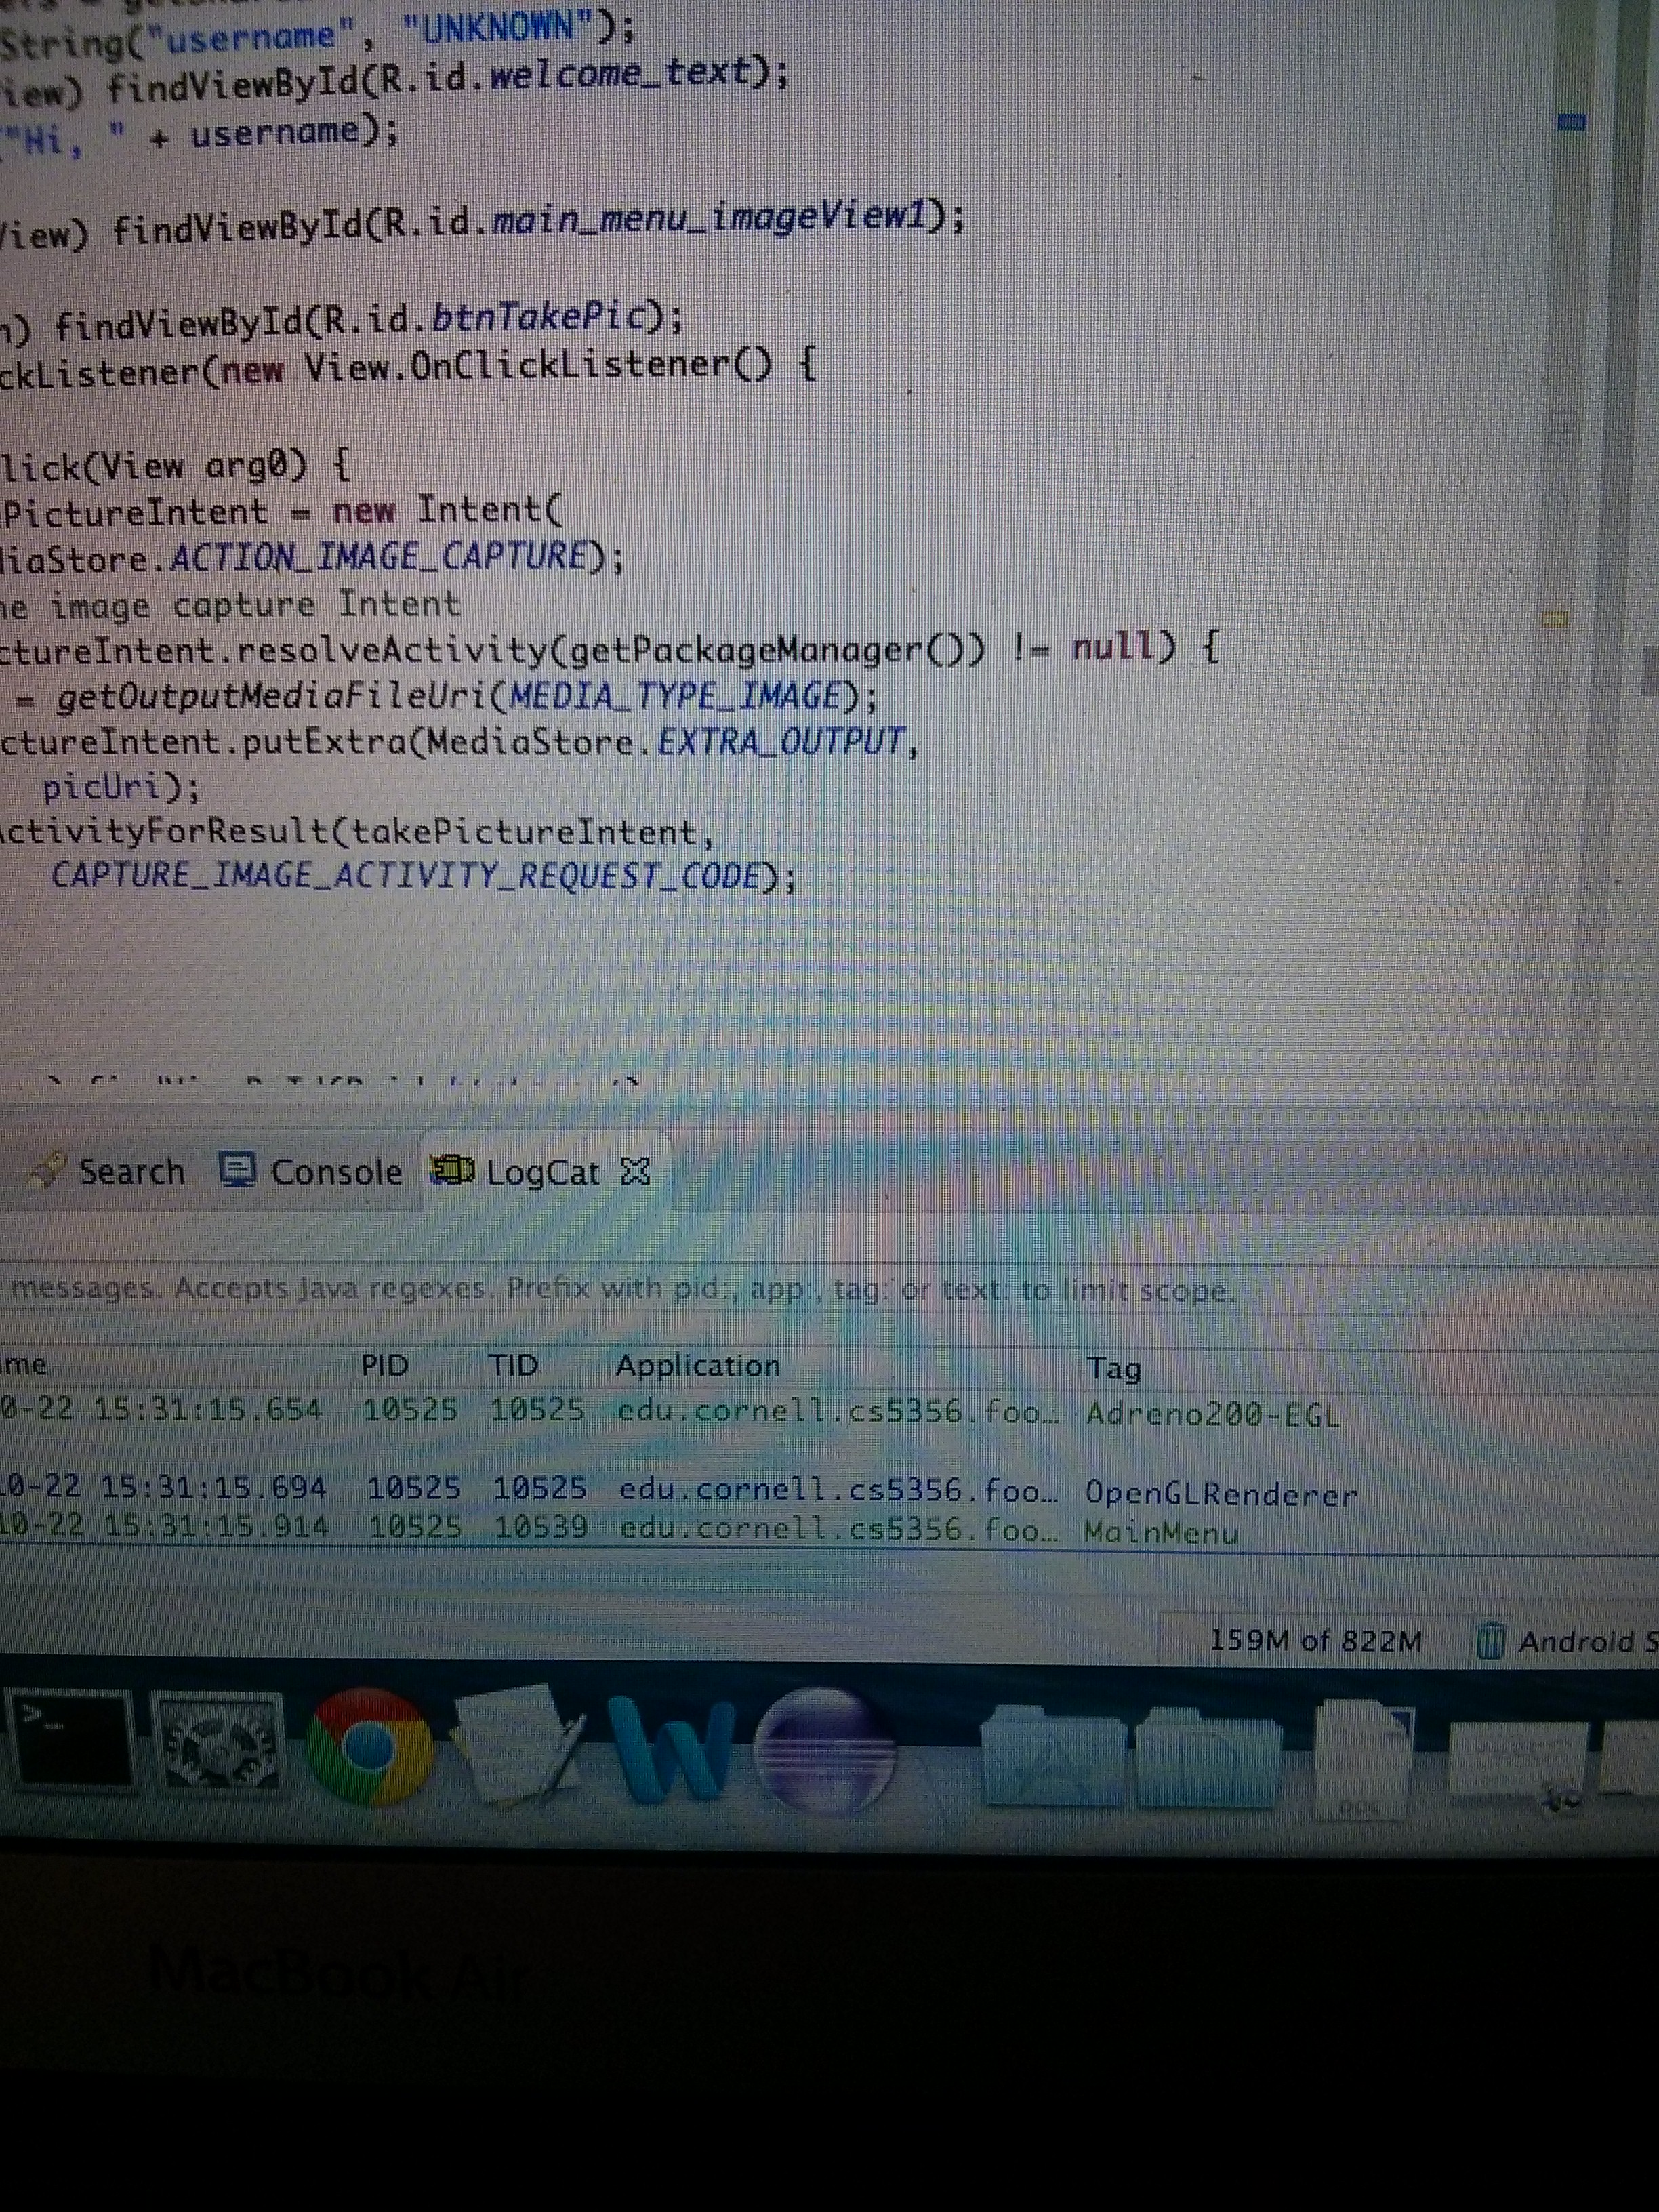 String("username", "UNKNOWN");
iew) findViewById(R.id.welcome_text);
"Hi, " + username);
View) findViewById(R.id.main_menu_imageView1);
n) findViewById(R.id.btnTakePic);
ckListener(new View.OnClickListener() {
lick(View arg0) {
PictureIntent = new Intent(
diaStore.ACTION_IMAGE_CAPTURE);
he image capture Intent
ctureIntent.resolveActivity(getPackageManager()) != null) {
= getOutputMediaFileUri(MEDIA_TYPE_IMAGE);
ctureIntent.putExtra(MediaStore.EXTRA_OUTPUT,
picUri);
ActivityForResult(takePictureIntent,
CAPTURE_IMAGE_ACTIVITY_REQUEST_CODE);
Search Console LogCat
messages. Accepts Java regexes. Prefix with pid:, app:, tag: or text: to limit scope.
me PID TID Application Tag
0-22 15:31:15.654 10525 10525 edu.cornell.cs5356.foo… Adreno200-EGL
10-22 15:31:15.694 10525 10525 edu.cornell.cs5356.foo… OpenGLRenderer
10-22 15:31:15.914 10525 10539 edu.cornell.cs5356.foo… MainMenu
159M of 822M Android S
DOC
MacBook Air